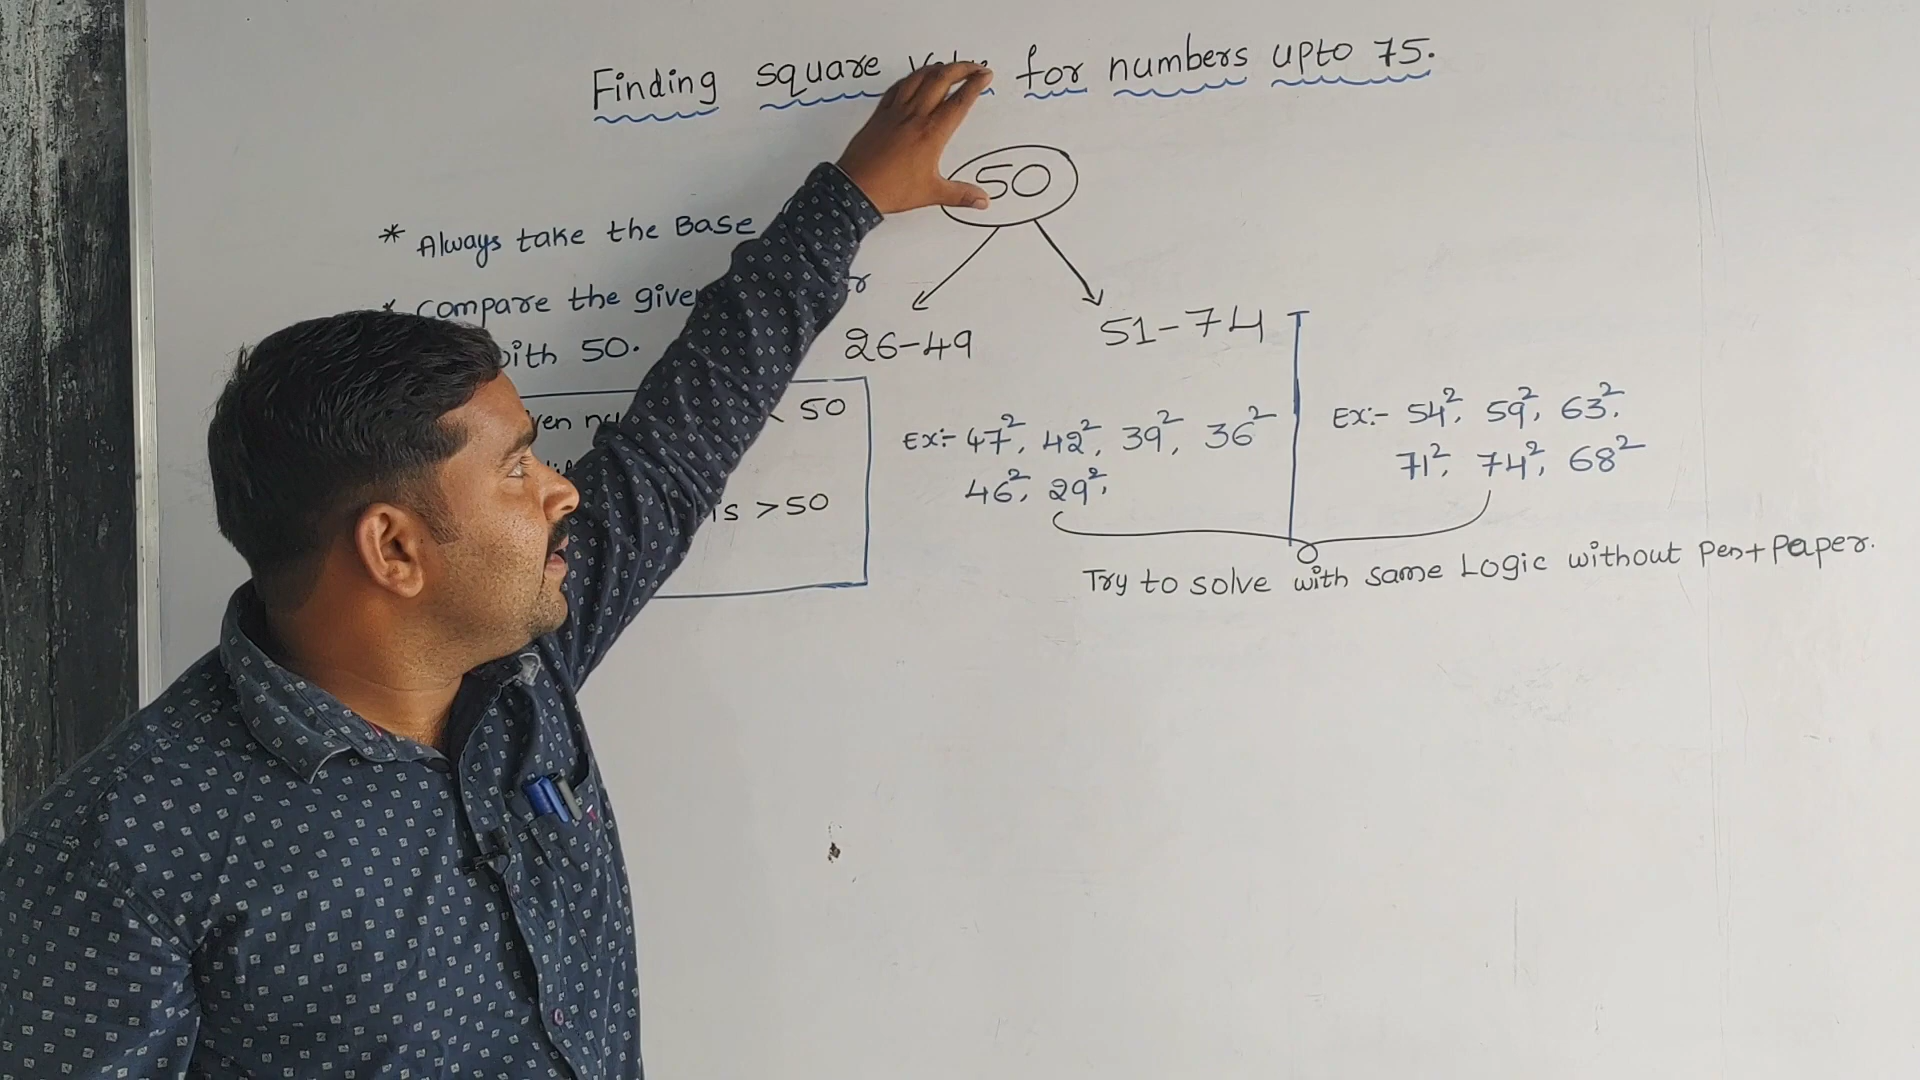 Finding square for numbers upto 75.
50
* Always take the Base
* compare the given
with 50.
26-49
51-74
50
is >50
Ex:- 47², 42², 39², 36²
46², 29²,
Ex:- 54², 59², 63²,
71², 74², 68²
Try to solve with same Logic without Pen+Paper.